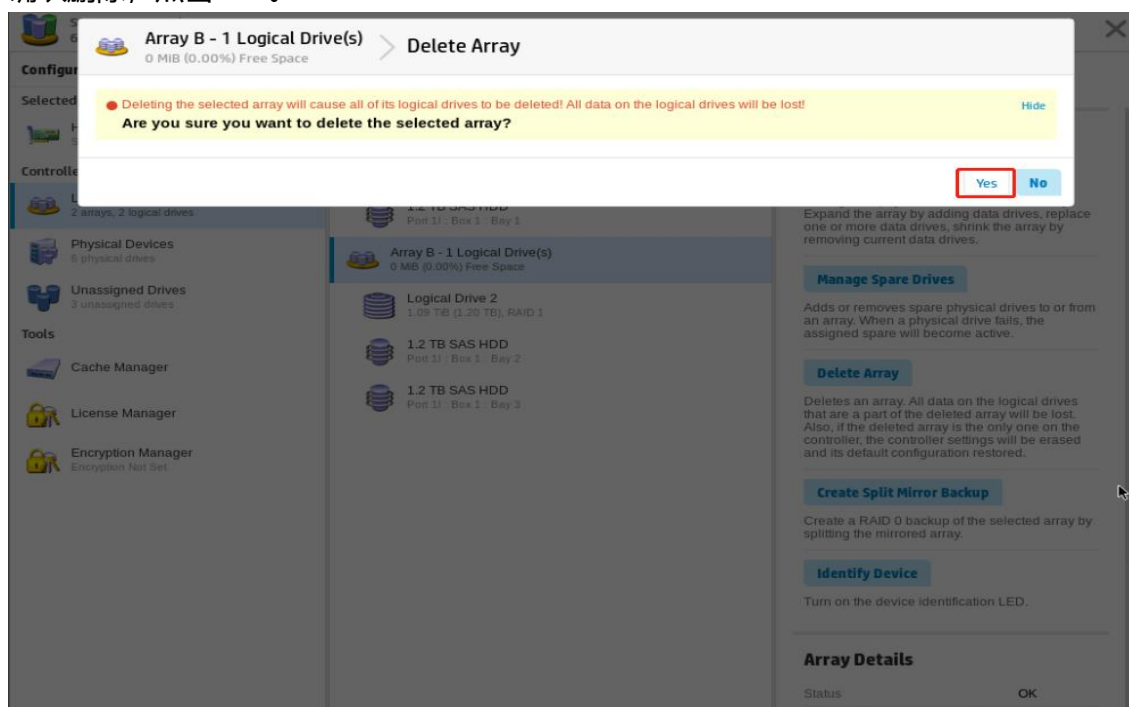 Array B - 1 Logical Drive(s)
0 MiB (0.00%) Free Space
Delete Array
Deleting the selected array will cause all of its logical drives to be deleted! All data on the logical drives will be lost!
Hide
Are you sure you want to delete the selected array?
Yes
No
Selected
2 arrays, 2 logical drives
Physical Devices
6 physical drives
Unassigned Drives
3 unassigned drives
Tools
Cache Manager
License Manager
Encryption Manager
Encryption Not Set
1.2 TB SAS HDD
Port 1I : Box 1 : Bay 1
Array B - 1 Logical Drive(s)
0 MiB (0.00%) Free Space
Logical Drive 2
1.09 TiB (1.20 TB), RAID 1
1.2 TB SAS HDD
Port 1I : Box 1 : Bay 2
1.2 TB SAS HDD
Port 1I : Box 1 : Bay 3
Expand the array by adding data drives, replace
one or more data drives, shrink the array by
removing current data drives.
Manage Spare Drives
Adds or removes spare physical drives to or from
an array. When a physical drive fails, the
assigned spare will become active.
Delete Array
Deletes an array. All data on the logical drives
that are a part of the deleted array will be lost.
Also, if the deleted array is the only one on the
controller, the controller settings will be erased
and its default configuration restored.
Create Split Mirror Backup
Create a RAID 0 backup of the selected array by
splitting the mirrored array.
Identify Device
Turn on the device identification LED.
Array Details
Status
OK